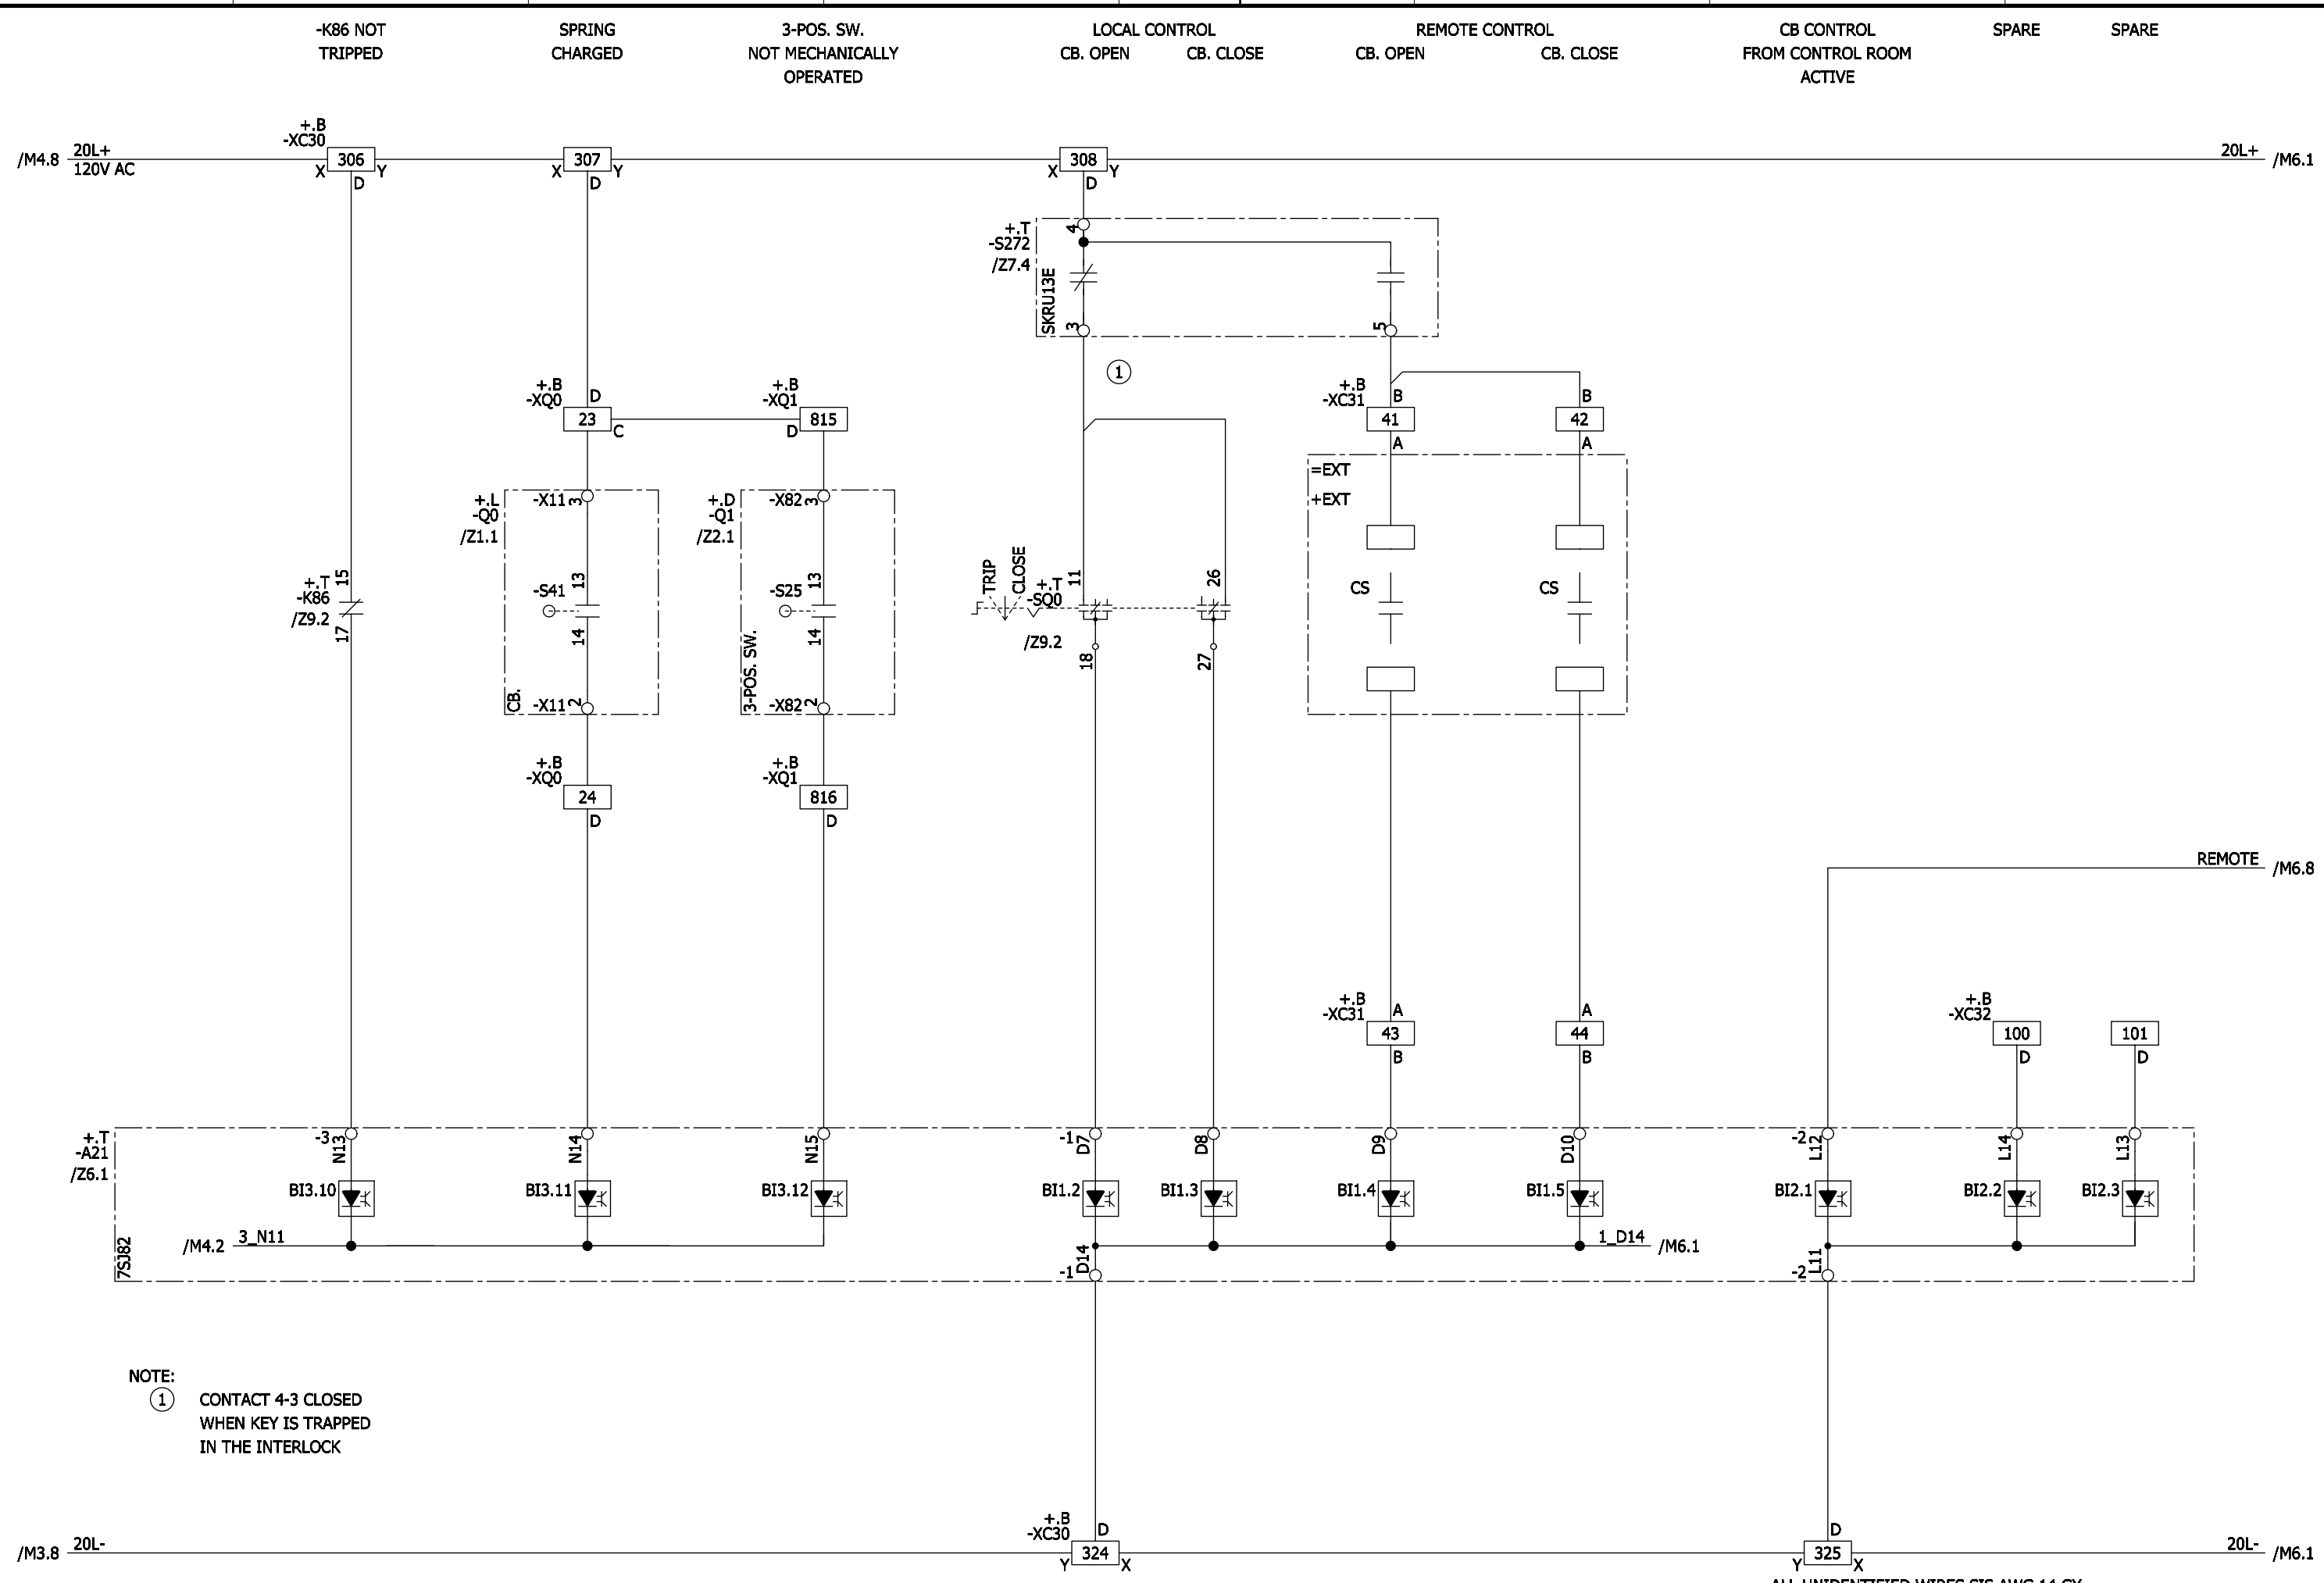 -K86 NOT
TRIPPED
SPRING
CHARGED
3-POS. SW.
NOT MECHANICALLY
OPERATED
LOCAL CONTROL
CB. OPEN
CB. CLOSE
REMOTE CONTROL
CB. OPEN
CB. CLOSE
CB CONTROL
FROM CONTROL ROOM
ACTIVE
SPARE
SPARE
/M4.8
20L+
120V AC
+.B
-XC30
306
X
Y
D
307
X
Y
D
308
X
Y
D
20L+
/M6.1
+.T
-S272
/Z7.4
SKRU13E
4
3
5
1
+.B
-XQ0
D
23
C
+.B
-XQ1
815
D
+.B
-XC31
B
41
A
B
42
A
+.L
-Q0
/Z1.1
-X11
3
-S41
13
14
CB.
-X11
2
+.D
-Q1
/Z2.1
-X82
3
-S25
13
14
3-POS. SW.
-X82
2
=EXT
+EXT
CS
CS
+.T
-K86
/Z9.2
15
17
TRIP
CLOSE
+.T
-SQ0
/Z9.2
11
18
26
27
+.B
-XQ0
24
D
+.B
-XQ1
816
D
REMOTE
/M6.8
+.B
-XC31
A
43
B
A
44
B
+.B
-XC32
100
D
101
D
+.T
-A21
/Z6.1
7SJ82
-3
N13
N14
N15
-1
D7
D8
D9
D10
-2
L12
L14
L13
BI3.10
BI3.11
BI3.12
BI1.2
BI1.3
BI1.4
BI1.5
BI2.1
BI2.2
BI2.3
/M4.2
3_N11
1_D14
/M6.1
-1
D14
-2
L11
NOTE:
1
CONTACT 4-3 CLOSED
WHEN KEY IS TRAPPED
IN THE INTERLOCK
/M3.8
20L-
+.B
-XC30
D
324
Y
X
D
325
Y
X
20L-
/M6.1
ALL UNIDENTIFIED WIRES SIS AWG 14 GY